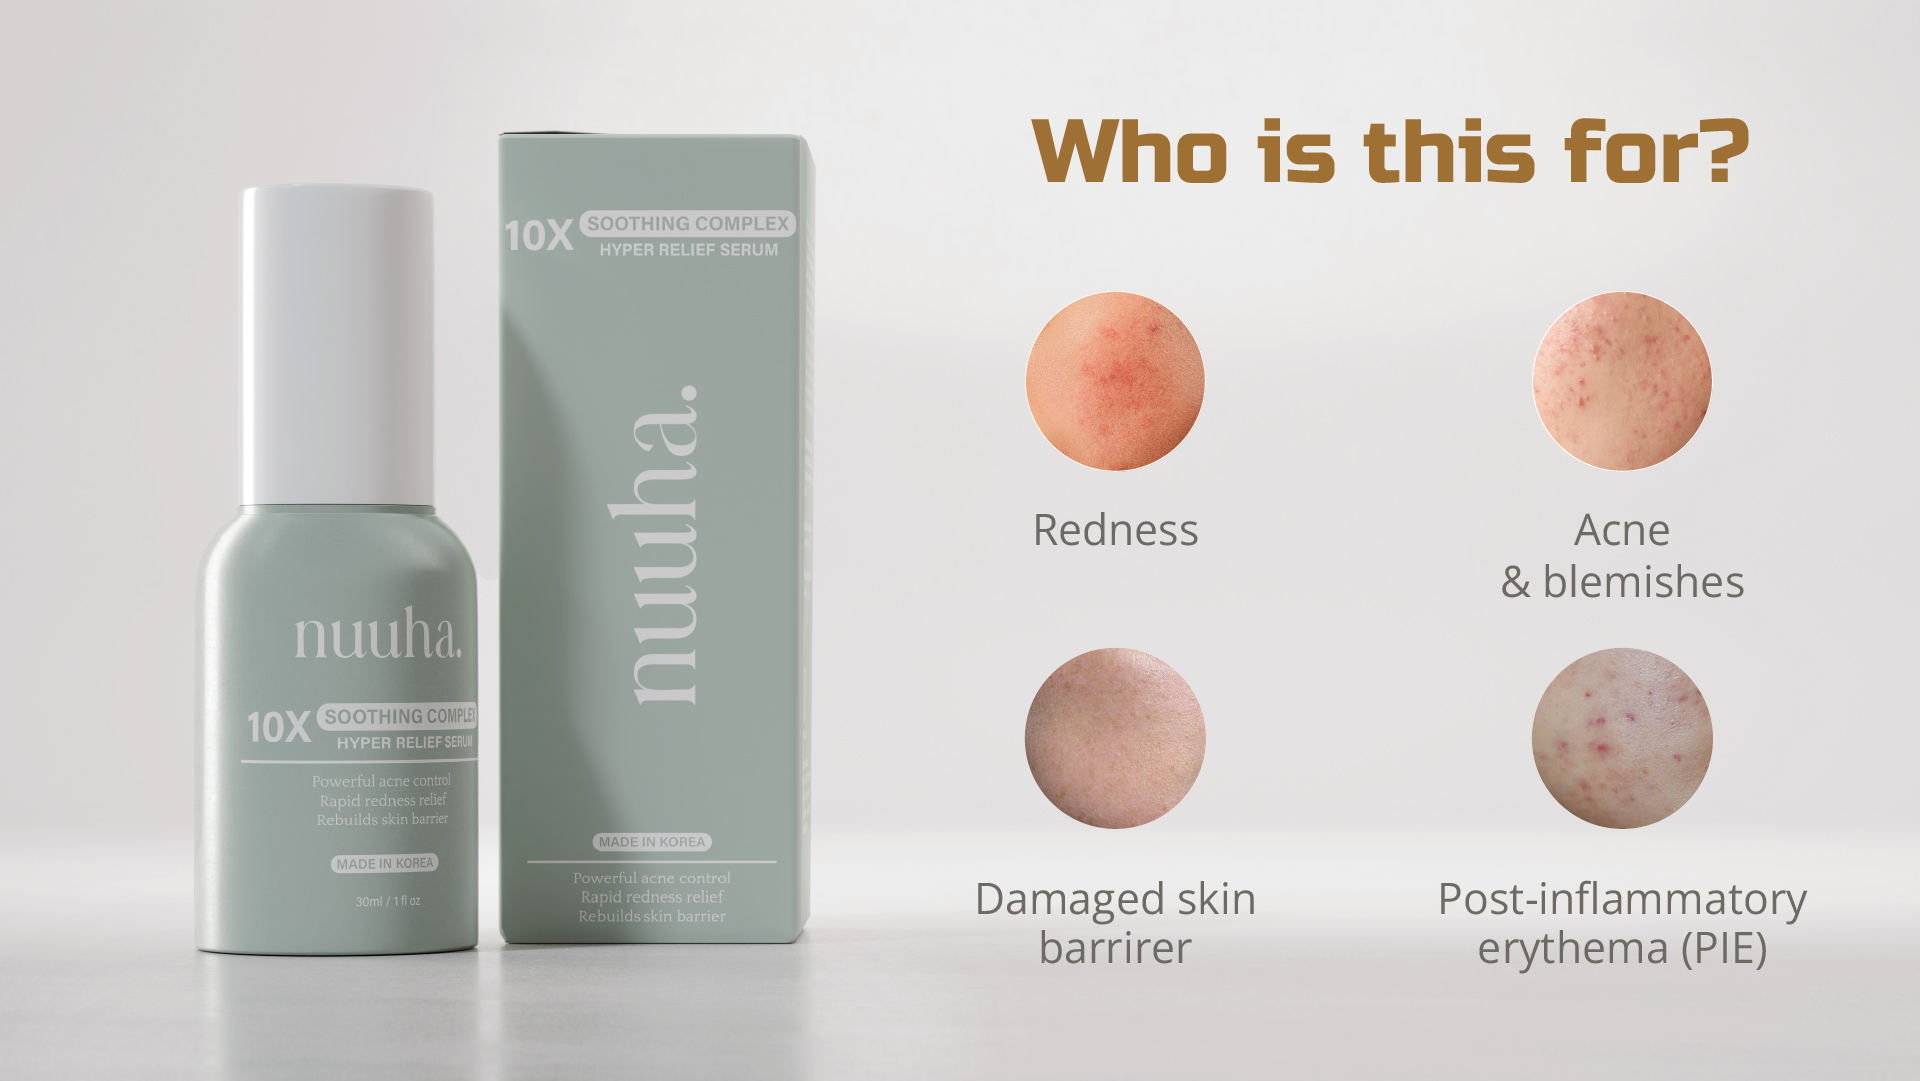 nuuha.
10X SOOTHING COMPLEX
HYPER RELIEF SERUM
Powerful acne control
Rapid redness relief
Rebuilds skin barrier
MADE IN KOREA
30ml / 1 fl oz
10X SOOTHING COMPLEX
HYPER RELIEF SERUM
nuuha.
MADE IN KOREA
Powerful acne control
Rapid redness relief
Rebuilds skin barrier
Who is this for?
Redness
Acne
& blemishes
Damaged skin
barrirer
Post-inflammatory
erythema (PIE)